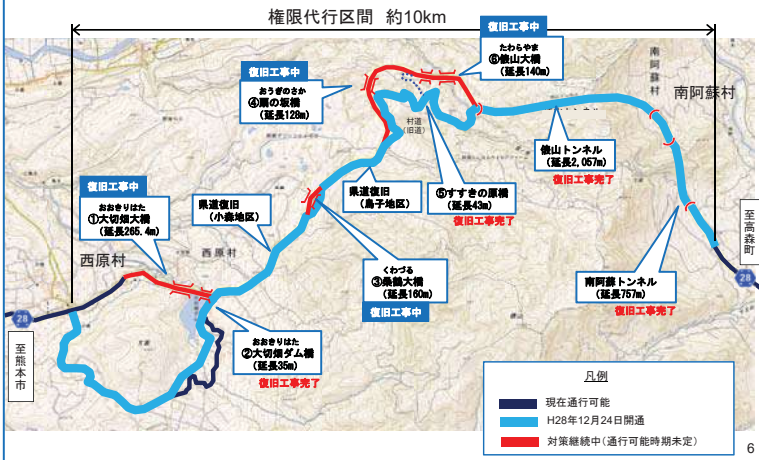 権限代行区間 約10km
復旧工事中
たわらやま
⑥俵山大橋
(延長140m)
復旧工事中
おうぎのさか
④扇の坂橋
(延長128m)
南阿蘇村
南阿蘇村
村道
(旧道)
俵山トンネル
(延長2,057m)
復旧工事完了
⑤すすきの原橋
(延長43m)
復旧工事完了
県道復旧
(鳥子地区)
復旧工事中
おおきりはた
①大切畑大橋
(延長265.4m)
県道復旧
(小森地区)
西原村
西原村
くわづる
③桑鶴大橋
(延長160m)
復旧工事中
南阿蘇トンネル
(延長757m)
復旧工事完了
至高森町
28
28
至熊本市
おおきりはた
②大切畑ダム橋
(延長35m)
復旧工事完了
凡例
現在通行可能
H28年12月24日開通
対策継続中(通行可能時期未定)
6